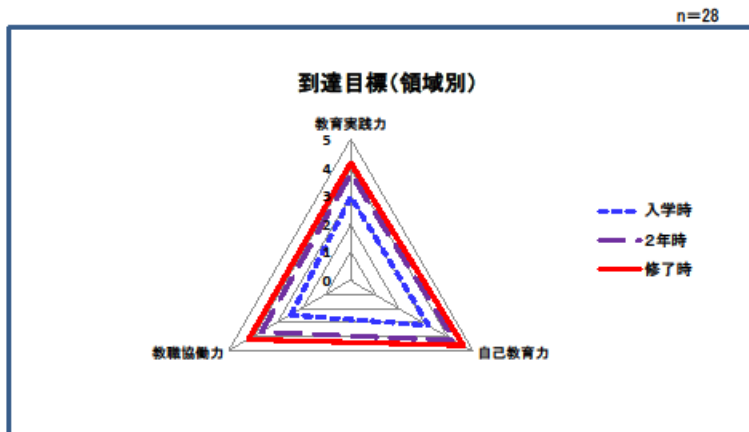 n=28
到達目標(領域別)
教育実践力
5
4
3
2
1
0
教職協働力
自己教育力
入学時
2年時
修了時